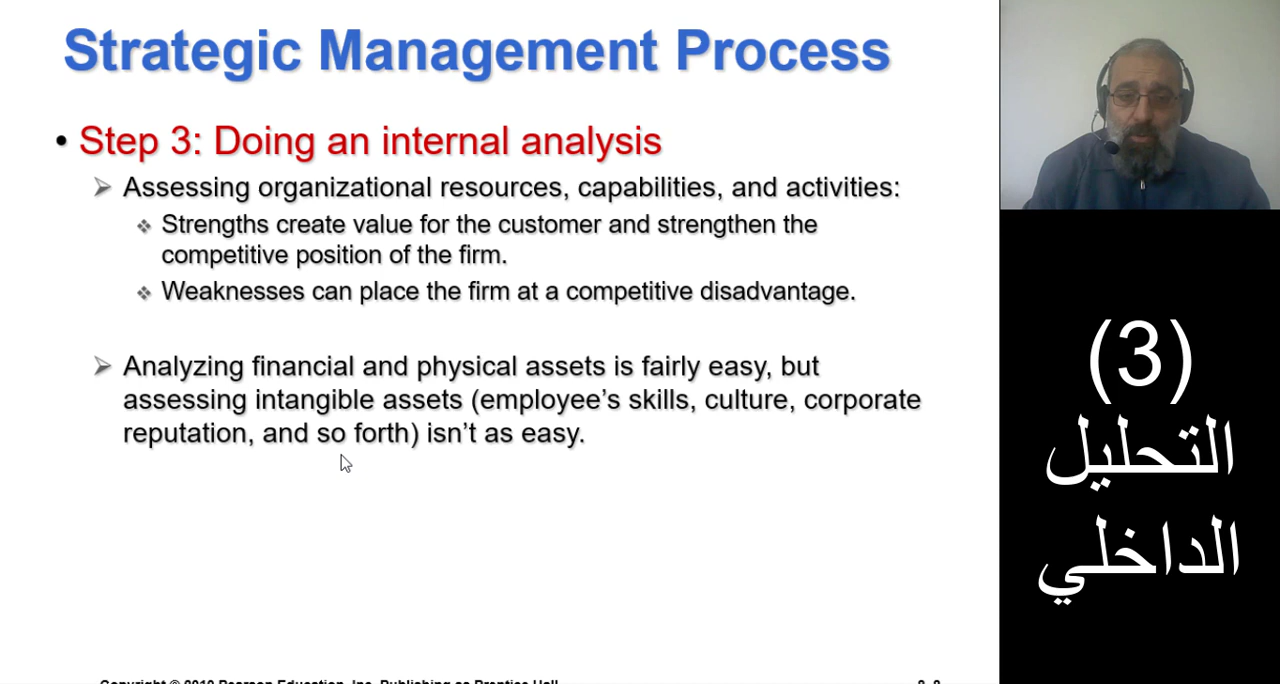 Strategic Management Process
• Step 3: Doing an internal analysis
Assessing organizational resources, capabilities, and activities:
Strengths create value for the customer and strengthen the
competitive position of the firm.
Weaknesses can place the firm at a competitive disadvantage.
Analyzing financial and physical assets is fairly easy, but
assessing intangible assets (employee’s skills, culture, corporate
reputation, and so forth) isn’t as easy.
Copyright © 2010 Pearson Education, Inc. Publishing as Prentice Hall
(3)
التحليل
الداخلي